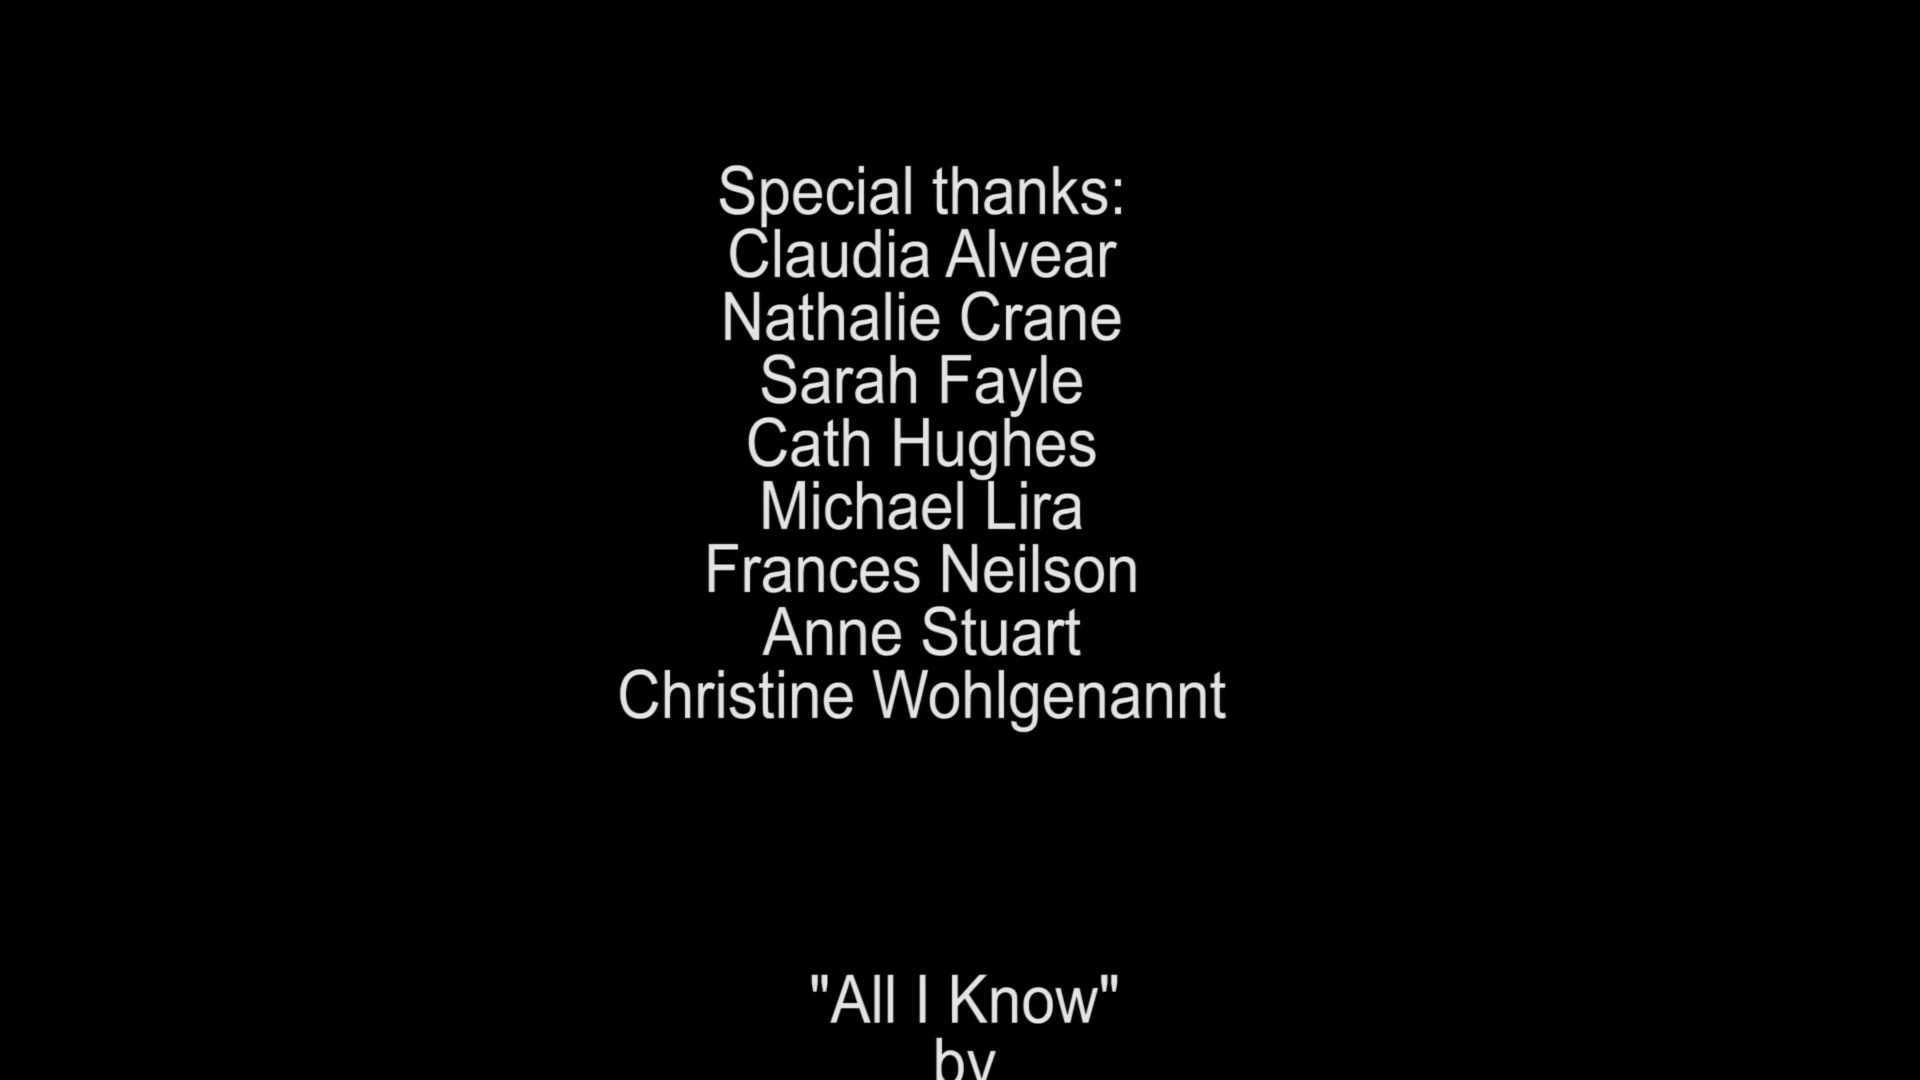 Special thanks:
Claudia Alvear
Nathalie Crane
Sarah Fayle
Cath Hughes
Michael Lira
Frances Neilson
Anne Stuart
Christine Wohlgenannt
"All I Know"
by